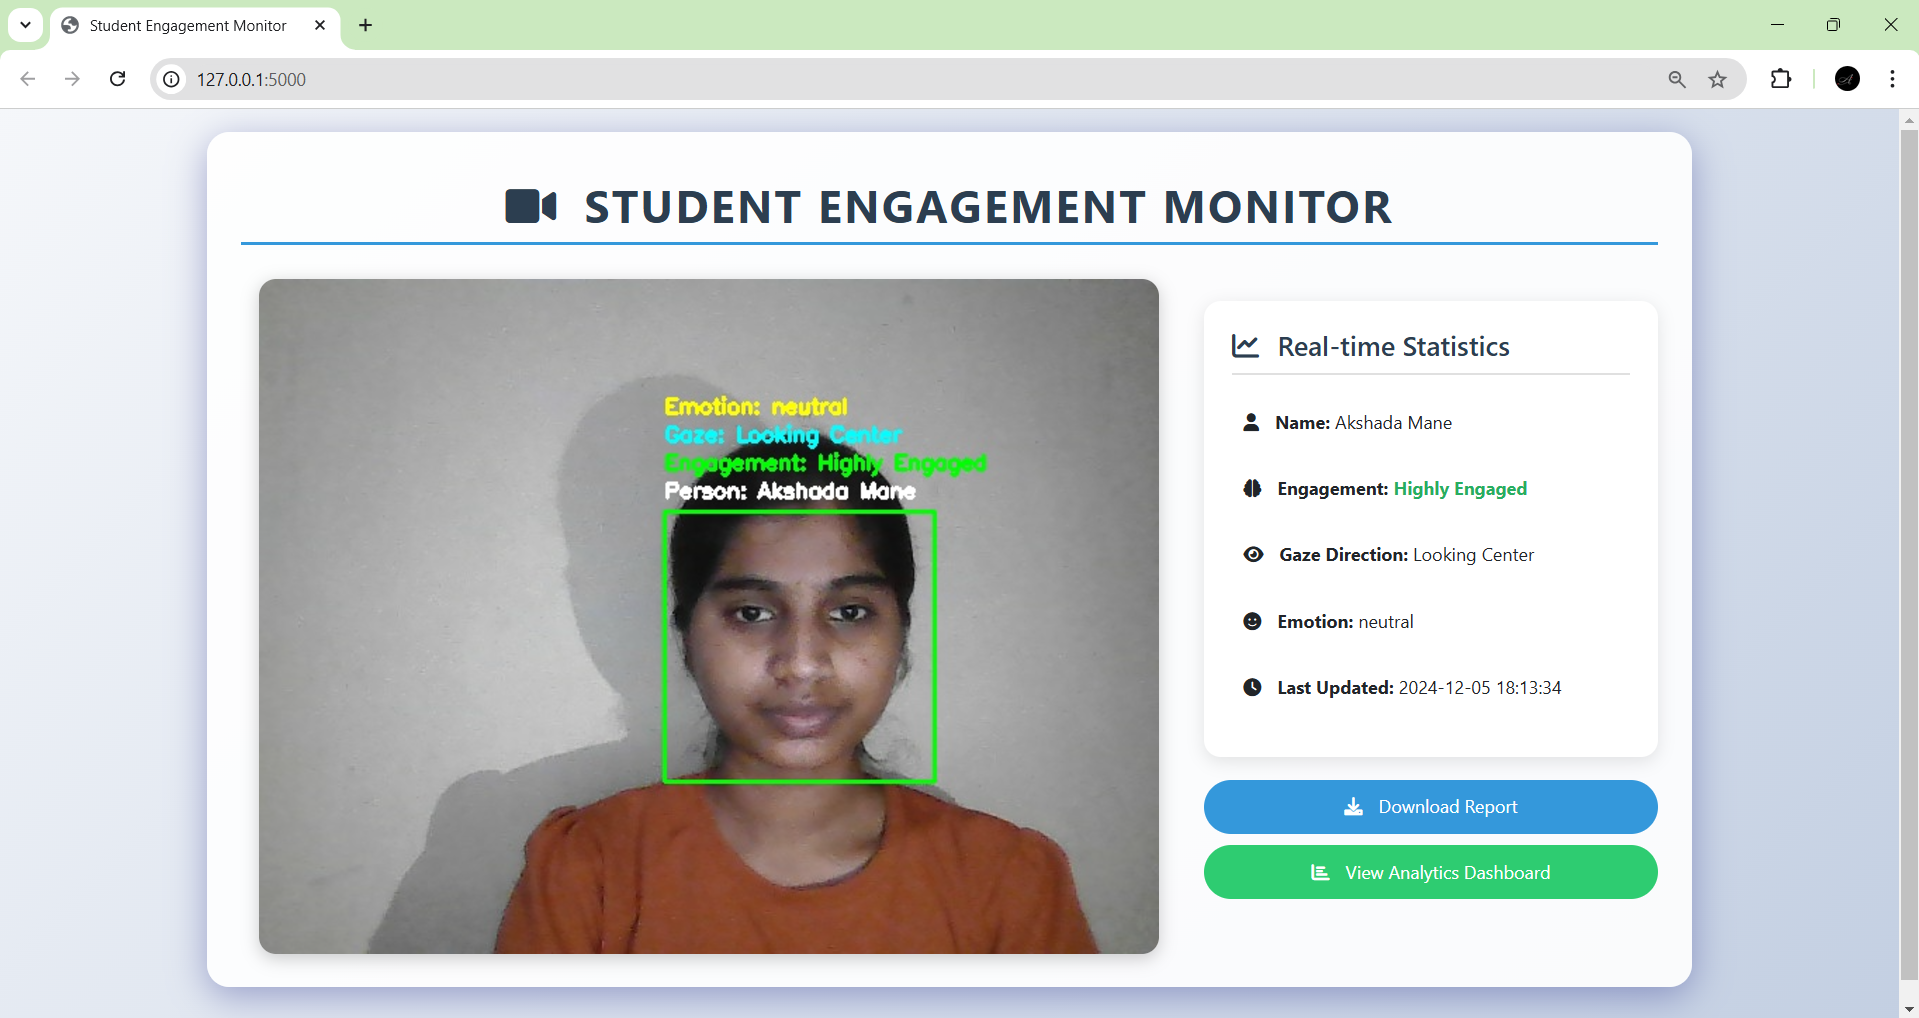 Student Engagement Monitor
127.0.0.1:5000
STUDENT ENGAGEMENT MONITOR
Emotion: neutral
Gaze: Looking Center
Engagement: Highly Engaged
Person: Akshada Mane
Real-time Statistics
Name: Akshada Mane
Engagement: Highly Engaged
Gaze Direction: Looking Center
Emotion: neutral
Last Updated: 2024-12-05 18:13:34
Download Report
View Analytics Dashboard